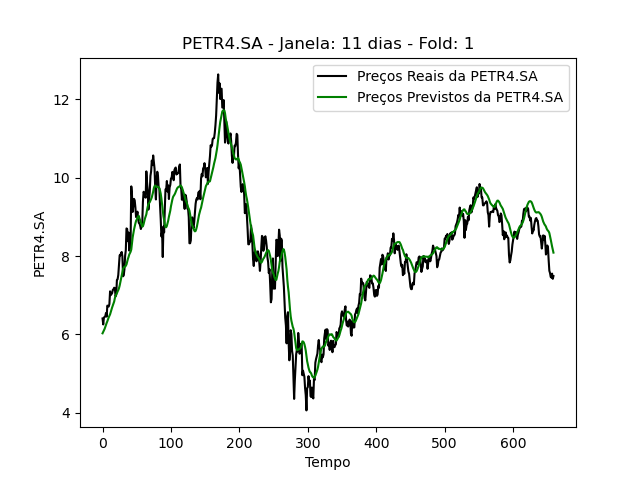 PETR4.SA - Janela: 11 dias - Fold: 1
Preços Reais da PETR4.SA
Preços Previstos da PETR4.SA
PETR4.SA
12
10
8
6
4
0 100 200 300 400 500 600
Tempo